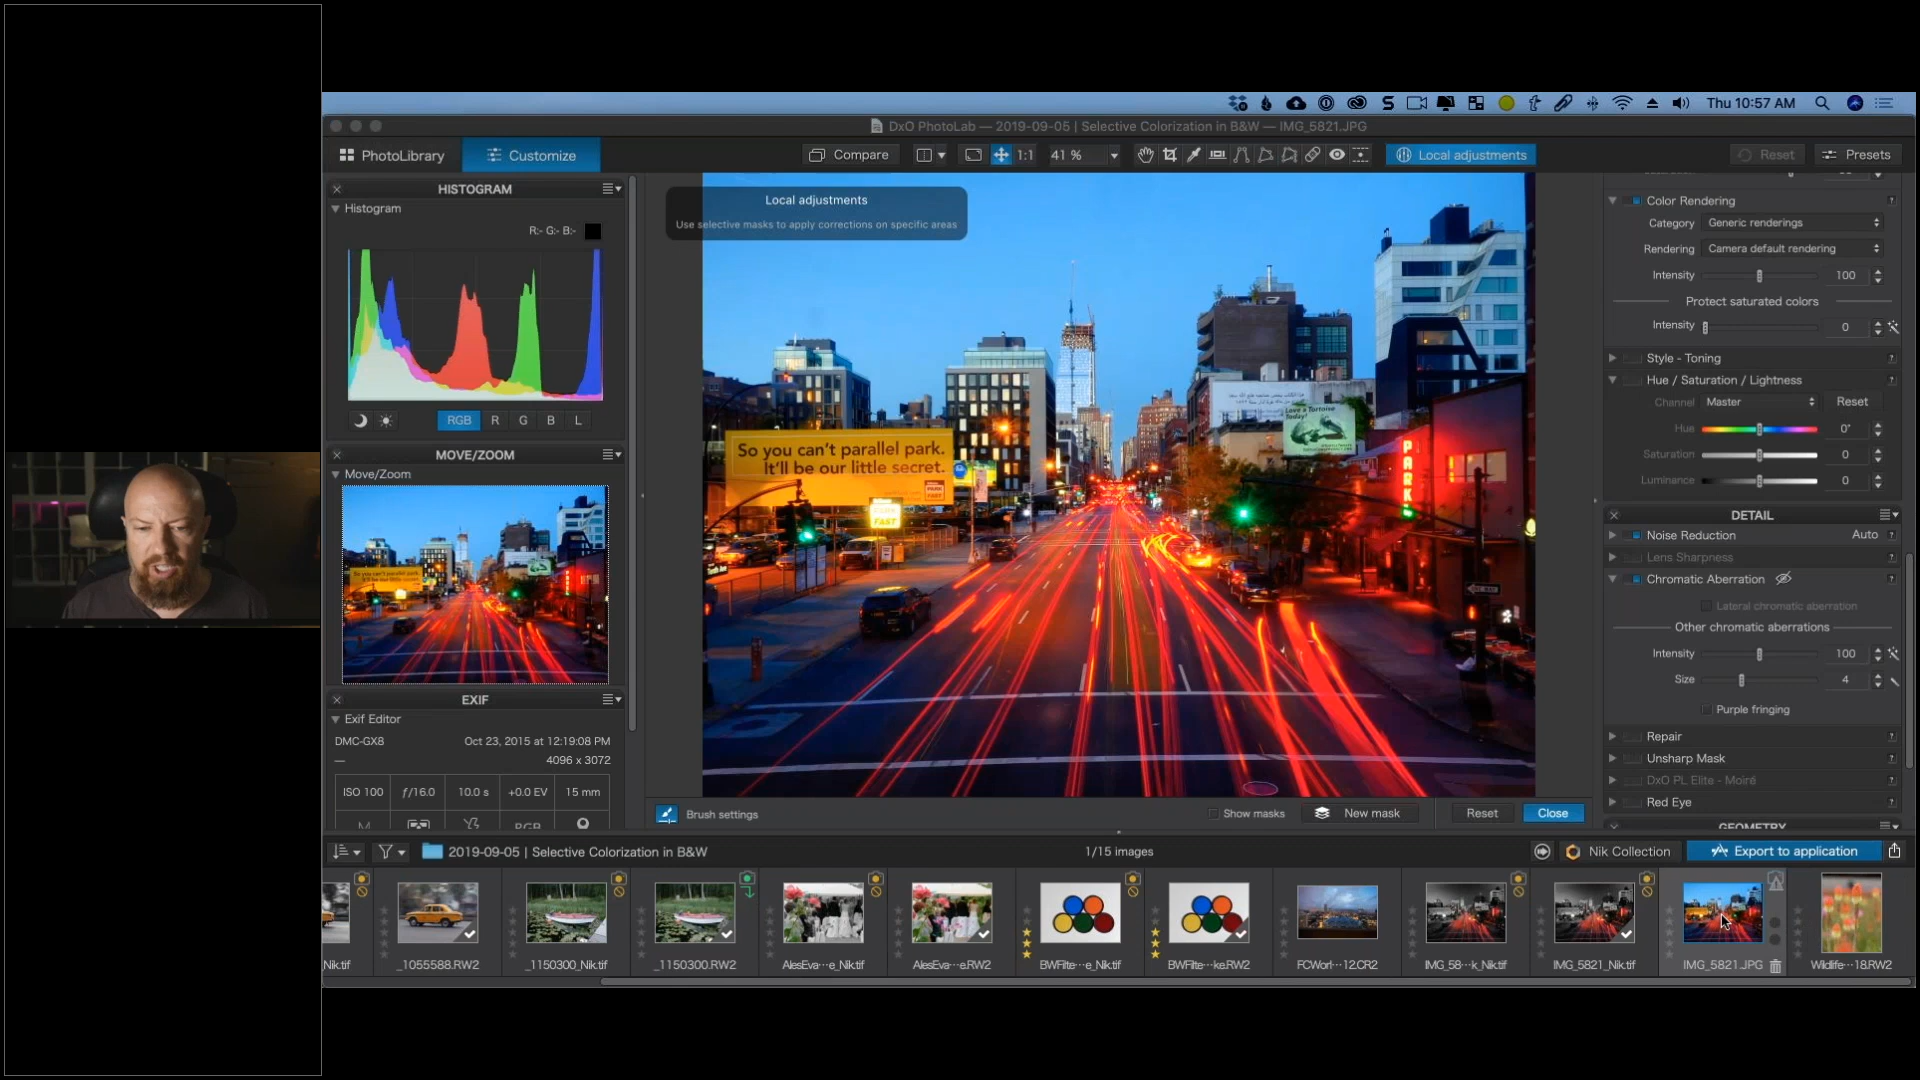 Thu 10:57 AM
DxO PhotoLab — 2019-09-05 | Selective Colorization in B&W — IMG_5821.JPG
PhotoLibrary
Customize
Compare
1:1
41 %
Local adjustments
Reset
Presets
HISTOGRAM
Histogram
R:- G:- B:-
RGB R G B L
MOVE/ZOOM
Move/Zoom
EXIF
Exif Editor
DMC-GX8 Oct 23, 2015 at 12:19:08 PM
— 4096 x 3072
ISO 100 ƒ/16.0 10.0 s +0.0 EV 15 mm
M RGB
Local adjustments
Use selective masks to apply corrections on specific areas
So you can't parallel park.
It'll be our little secret.
PARK
FAST
Love a Tortoise
Today!
PARK
Brush settings
Show masks
New mask
Reset
Close
Color Rendering ?
Category Generic renderings
Rendering Camera default rendering
Intensity 100
Protect saturated colors
Intensity 0
Style - Toning ?
Hue / Saturation / Lightness ?
Channel Master Reset
Hue 0°
Saturation 0
Luminance 0
DETAIL
Noise Reduction Auto ?
Lens Sharpness ?
Chromatic Aberration ?
Lateral chromatic aberration
Other chromatic aberrations
Intensity 100
Size 4
Purple fringing
Repair ?
Unsharp Mask ?
DxO PL Elite - Moiré ?
Red Eye ?
GEOMETRY
2019-09-05 | Selective Colorization in B&W
1/15 images
Nik Collection
Export to application
Nik.tif
_1055588.RW2
_1150300_Nik.tif
_1150300.RW2
AlesEva···e_Nik.tif
AlesEva···e.RW2
BWFilte···e_Nik.tif
BWFilte···ke.RW2
FCWorl···12.CR2
IMG_58···k_Nik.tif
IMG_5821_Nik.tif
IMG_5821.JPG
Wildlife···18.RW2